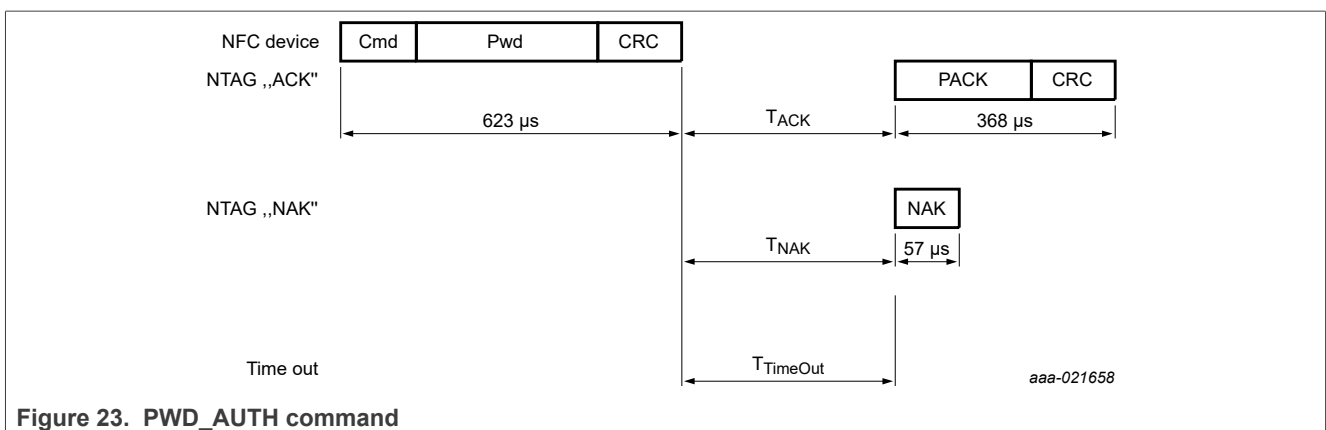 NFC device Cmd Pwd CRC
NTAG ,,ACK" PACK CRC
623 µs TACK 368 µs
NTAG ,,NAK" NAK
TNAK 57 µs
Time out TTimeOut aaa-021658
Figure 23. PWD_AUTH command